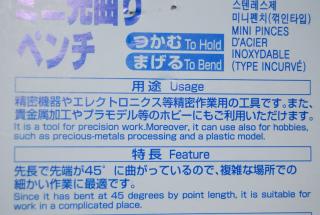 ミニ先曲り
ペンチ
つかむ To Hold
まげる To Bend
ステンレス제
미니펜치(꺾인타입)
MINI PINCES
D'ACIER
INOXYDABLE
(TYPE INCURVÉ)
用途 Usage
精密機器やエレクトロニクス等精密作業用の工具です。また、
貴金属加工やプラモデル等のホビーにもご利用いただけます。
It is a tool for precision work.Moreover, it can use also for hobbies,
such as precious-metals processing and a plastic model.
特長 Feature
先長で先端が45°に曲がっているので、複雑な場所での
細かい作業に最適です。
Since it has bent at 45 degrees by point length, it is suitable for
work in a complicated place.